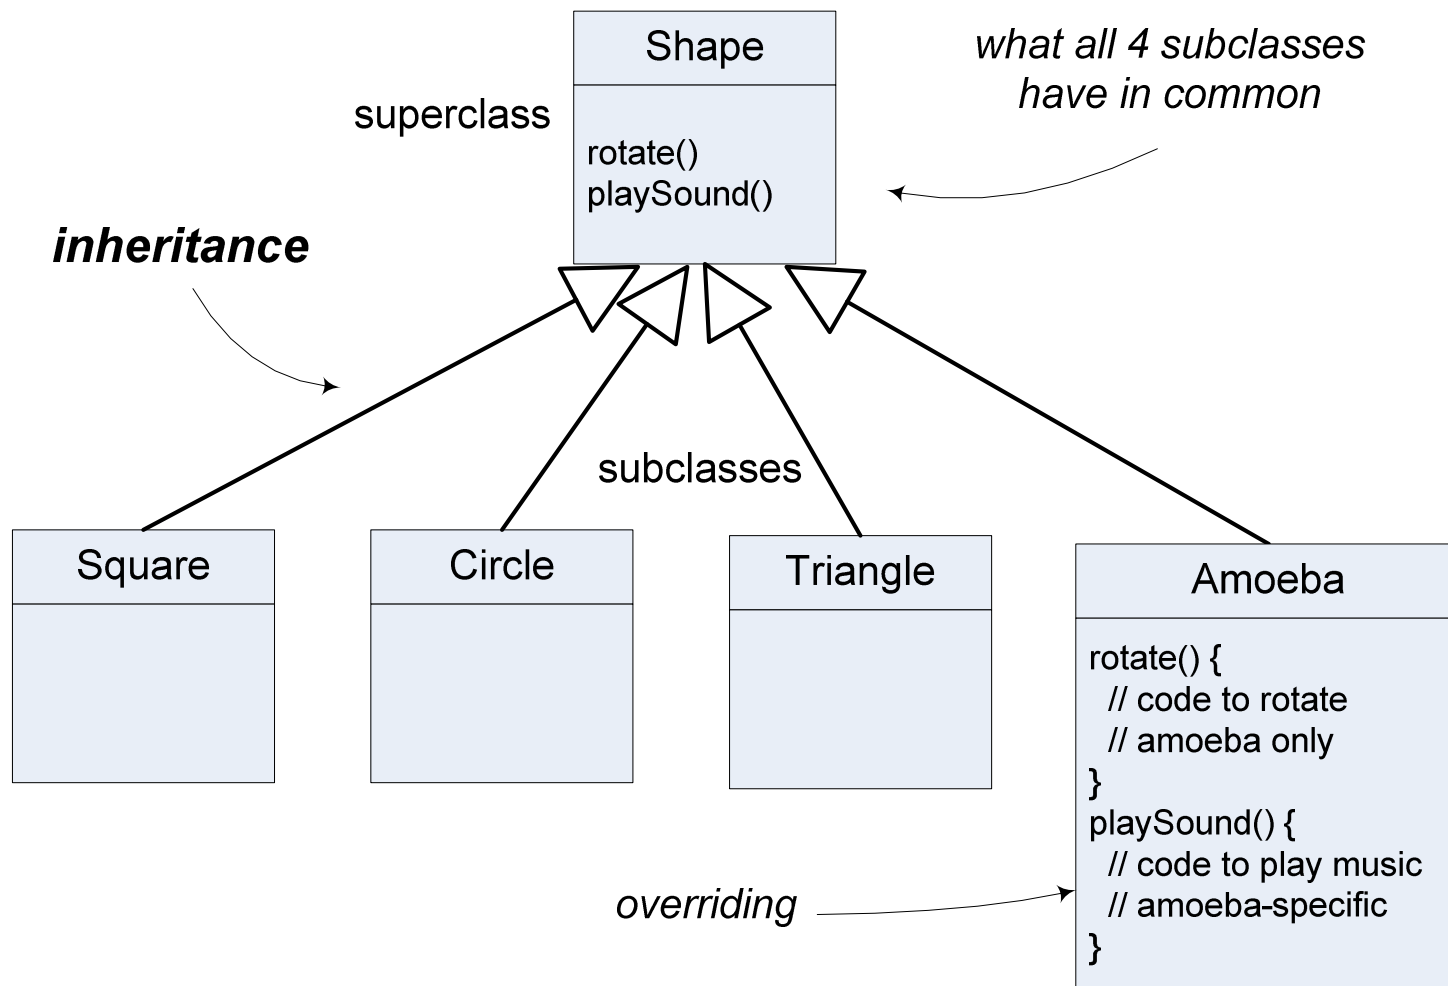 Shape
what all 4 subclasses
have in common
superclass
rotate()
playSound()
inheritance
subclasses
Square
Circle
Triangle
Amoeba
rotate() {
// code to rotate
// amoeba only
}
playSound() {
// code to play music
// amoeba-specific
}
overriding